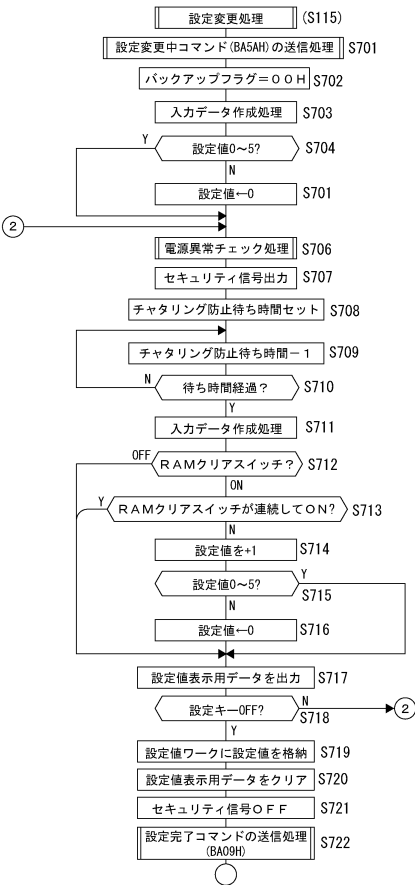 設定変更処理 (S115)
設定変更中コマンド(BA5AH)の送信処理 S701
バックアップフラグ＝００Ｈ S702
入力データ作成処理 S703
Y 設定値0～5? S704
N
設定値←0 S701
2
電源異常チェック処理 S706
セキュリティ信号出力 S707
チャタリング防止待ち時間セット S708
チャタリング防止待ち時間－１ S709
N 待ち時間経過？ S710
Y
入力データ作成処理 S711
OFF ＲＡＭクリアスイッチ？ S712
ON
Y ＲＡＭクリアスイッチが連続してＯＮ？ S713
N
設定値を+1 S714
設定値0～5? Y S715
N
設定値←0 S716
設定値表示用データを出力 S717
設定キーOFF? N 2
S718
Y
設定値ワークに設定値を格納 S719
設定値表示用データをクリア S720
セキュリティ信号ＯＦＦ S721
設定完了コマンドの送信処理 S722
(BA09H)